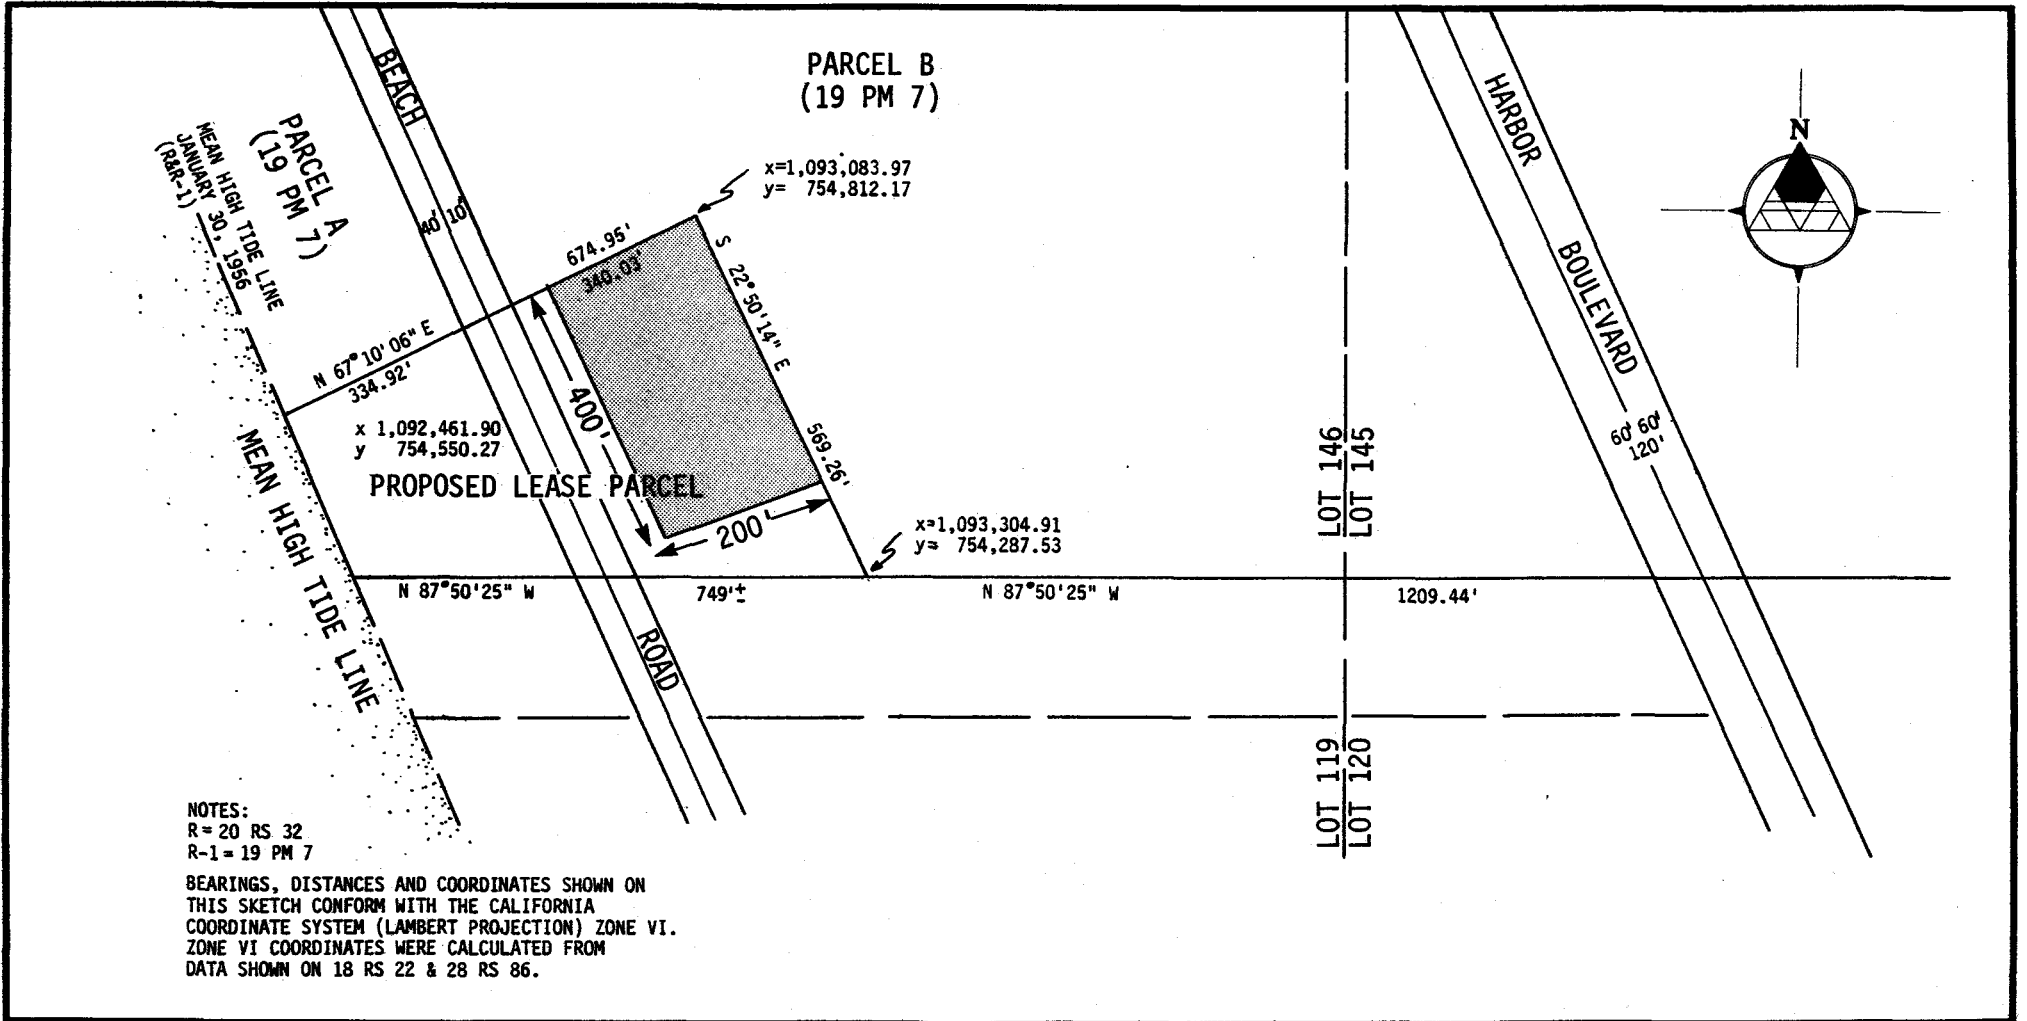 PARCEL B
(19 PM 7)
BEACH
PARCEL A
(19 PM 7)
MEAN HIGH TIDE LINE
JANUARY 30, 1956
(R&R-1)
HARBOR
BOULEVARD
N
x=1,093,083.97
y= 754,812.17
40' 10'
674.95'
340.03'
S 22°50'14" E
569.26'
N 67°10'06" E
334.92'
x 1,092,461.90
y 754,550.27
400'
PROPOSED LEASE PARCEL
200'
MEAN HIGH TIDE LINE
x=1,093,304.91
y= 754,287.53
LOT 146
LOT 145
60' 60'
120'
N 87°50'25" W
749'±
N 87°50'25" W
1209.44'
ROAD
LOT 119
LOT 120
NOTES:
R = 20 RS 32
R-1 = 19 PM 7
BEARINGS, DISTANCES AND COORDINATES SHOWN ON
THIS SKETCH CONFORM WITH THE CALIFORNIA
COORDINATE SYSTEM (LAMBERT PROJECTION) ZONE VI.
ZONE VI COORDINATES WERE CALCULATED FROM
DATA SHOWN ON 18 RS 22 & 28 RS 86.